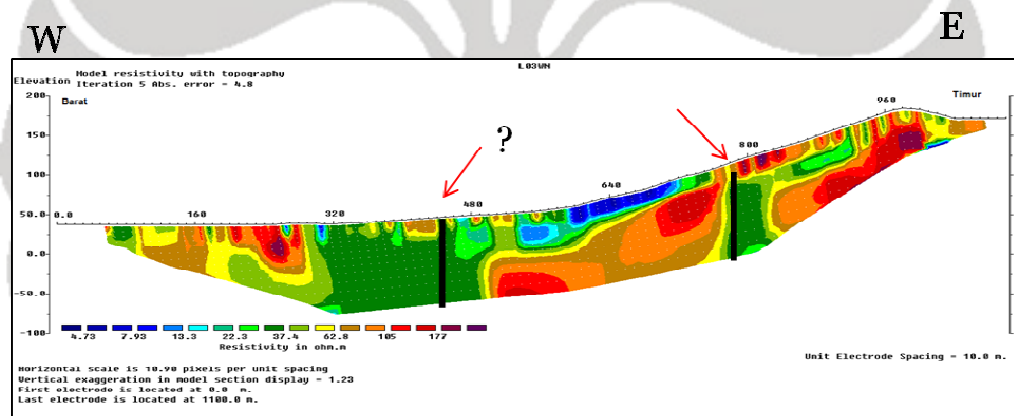 W E
L03WN
Model resistivity with topography
Elevation Iteration 5 Abs. error = 4.8
200
Barat Timur
960
150
?
800
100
640
480
50.0 0.0 160 320
0.0
-50.0
-100
4.73 7.93 13.3 22.3 37.4 62.8 105 177
Resistivity in ohm.m
Unit Electrode Spacing = 10.0 m.
Horizontal scale is 10.90 pixels per unit spacing
Vertical exaggeration in model section display = 1.23
First electrode is located at 0.0 m.
Last electrode is located at 1100.0 m.